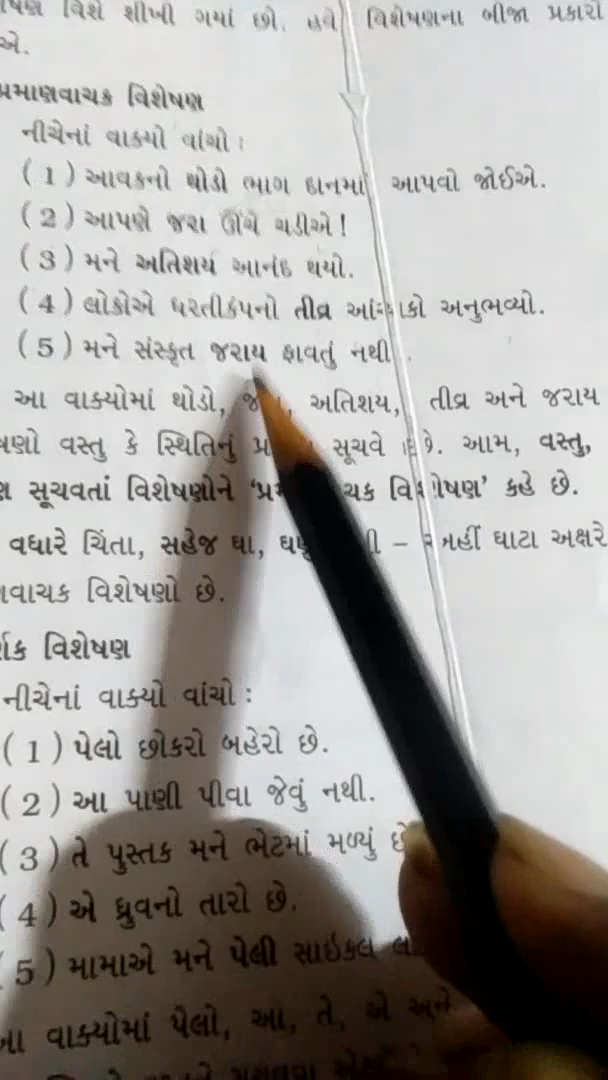 વિશે શીખી ગયાં છો. હવે વિશેષણના બીજા પ્રકારો
એ.
પ્રમાણવાચક વિશેષણ
નીચેનાં વાક્યો વાંચો :
( 1 ) આવકનો થોડો ભાગ દાનમાં આપવો જોઈએ.
( 2 ) આપણે જરા ઊંચે ચડીએ !
( 3 ) મને અતિશય આનંદ થયો.
( 4 ) લોકોએ ધરતીકંપનો તીવ્ર આંચકો અનુભવ્યો.
( 5 ) મને સંસ્કૃત જરાય ફાવતું નથી.
આ વાક્યોમાં થોડો, અતિશય, તીવ્ર અને જરાય
વસ્તુ કે સ્થિતિનું સૂચવે છે. આમ, વસ્તુ,
સૂચવતાં વિશેષણોને વિશેષણ’ કહે છે.
વધારે ચિંતા, સહેજ ઘા, – અહીં ઘાટા અક્ષરે
વિશેષણો છે.
વિશેષણ
નીચેનાં વાક્યો વાંચો :
( 1 ) પેલો છોકરો બહેરો છે.
( 2 ) આ પાણી પીવા જેવું નથી.
( 3 ) તે પુસ્તક મને ભેટમાં મળ્યું છે
( 4 ) એ ધ્રુવનો તારો છે.
( 5 ) મામાએ મને પેલી સાઇકલ
આ વાક્યોમાં પેલો, આ, તે, એ અને